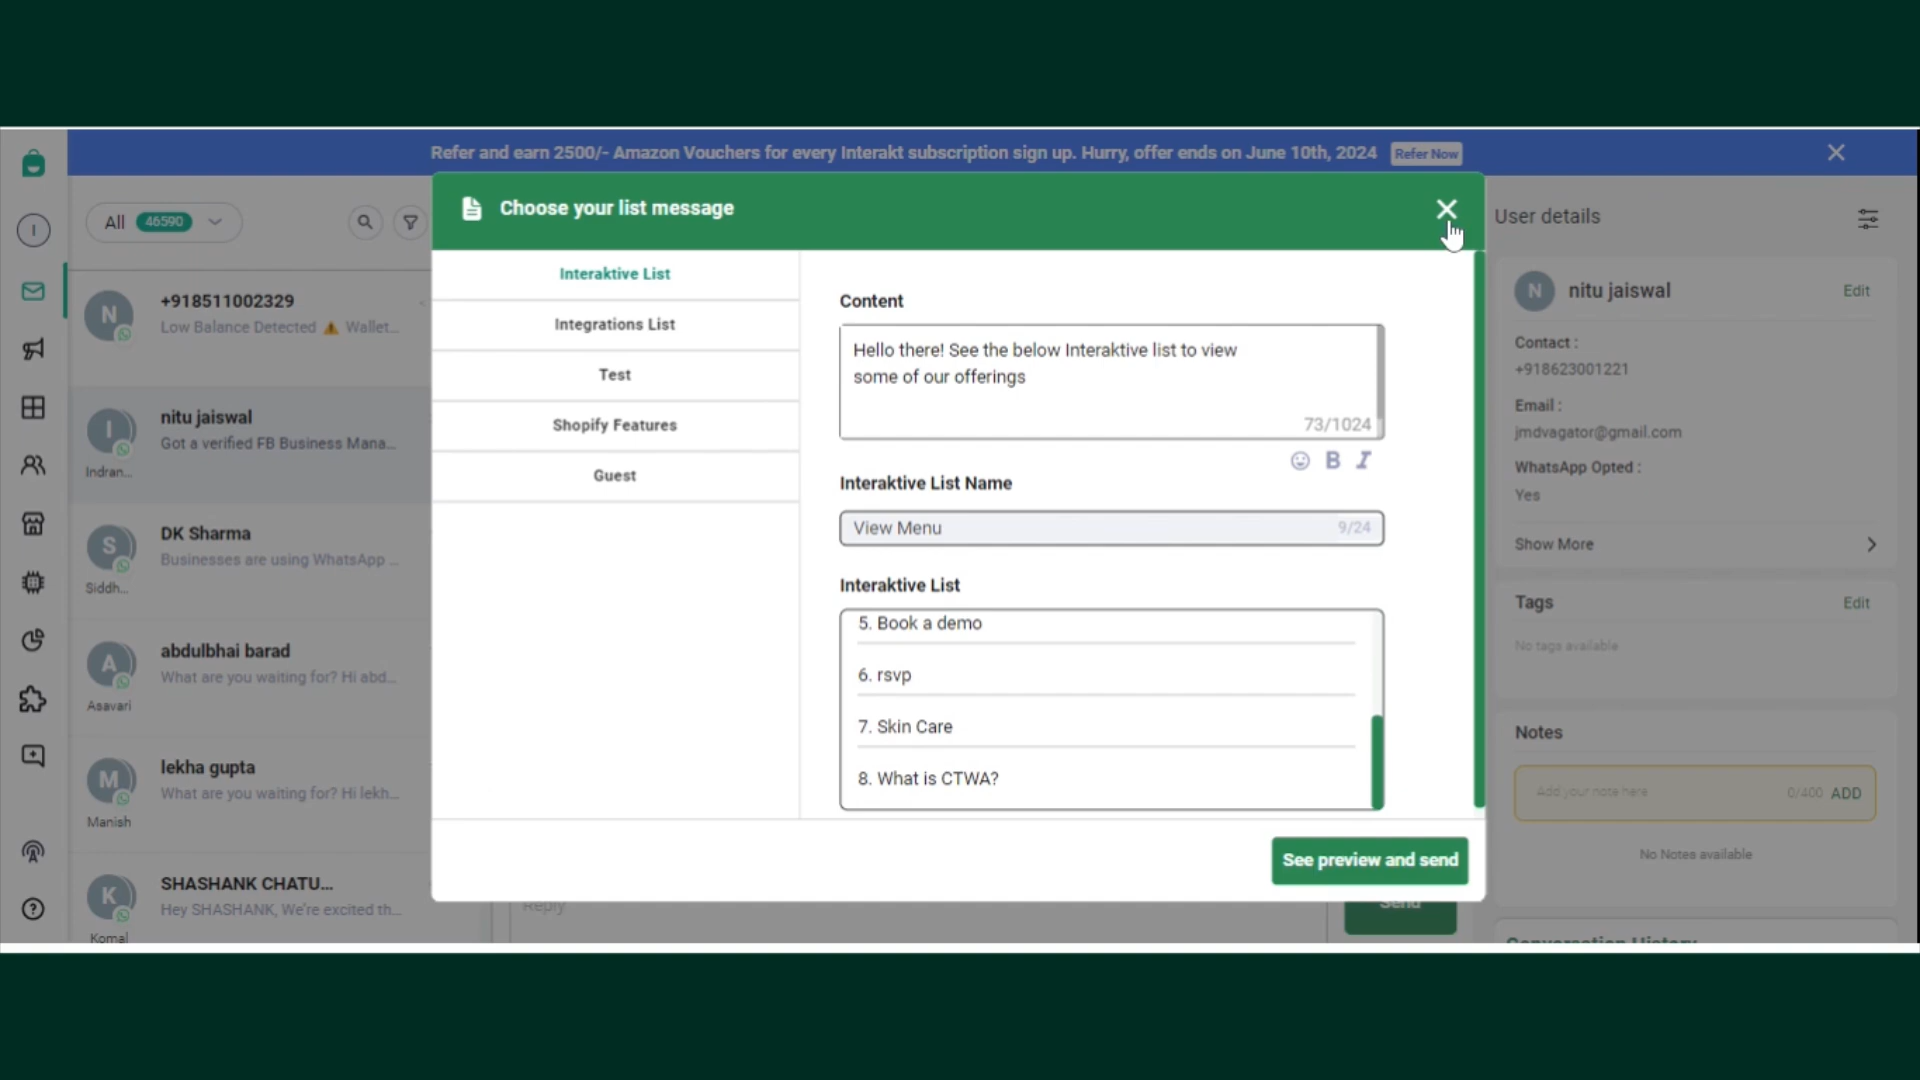 Refer and earn 2500/- Amazon Vouchers for every Interakt subscription sign up. Hurry, offer ends on June 10th, 2024 Refer Now
All 46590
I
N
+918511002329
Low Balance Detected ⚠ Wallet...
I
nitu jaiswal
Got a verified FB Business Mana...
Indran...
S
DK Sharma
Businesses are using WhatsApp ...
Siddh...
A
abdulbhai barad
What are you waiting for? Hi abd...
Asavari
M
lekha gupta
What are you waiting for? Hi lekh...
Manish
K
SHASHANK CHATU...
Hey SHASHANK, We're excited th...
Komal
Choose your list message
Interaktive List
Integrations List
Test
Shopify Features
Guest
Content
Hello there! See the below Interaktive list to view
some of our offerings
73/1024
B I
Interaktive List Name
View Menu 9/24
Interaktive List
5. Book a demo
6. rsvp
7. Skin Care
8. What is CTWA?
See preview and send
Reply
Send
User details
N nitu jaiswal Edit
Contact :
+918623001221
Email :
jmdvagator@gmail.com
WhatsApp Opted :
Yes
Show More
Tags Edit
No tags available
Notes
Add your note here 0/400 ADD
No Notes available
Conversation History